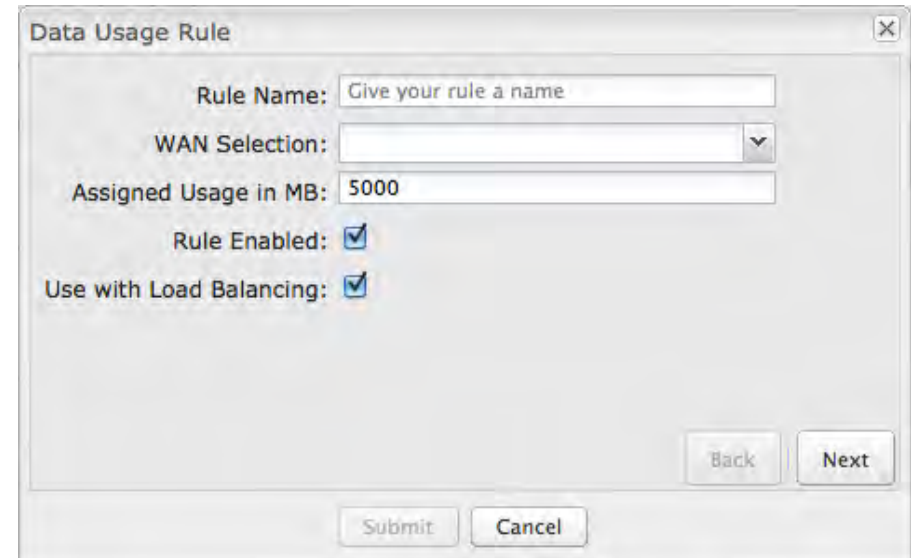 Data Usage Rule
Rule Name: Give your rule a name
WAN Selection:
Assigned Usage in MB: 5000
Rule Enabled:
Use with Load Balancing:
Back Next
Submit Cancel